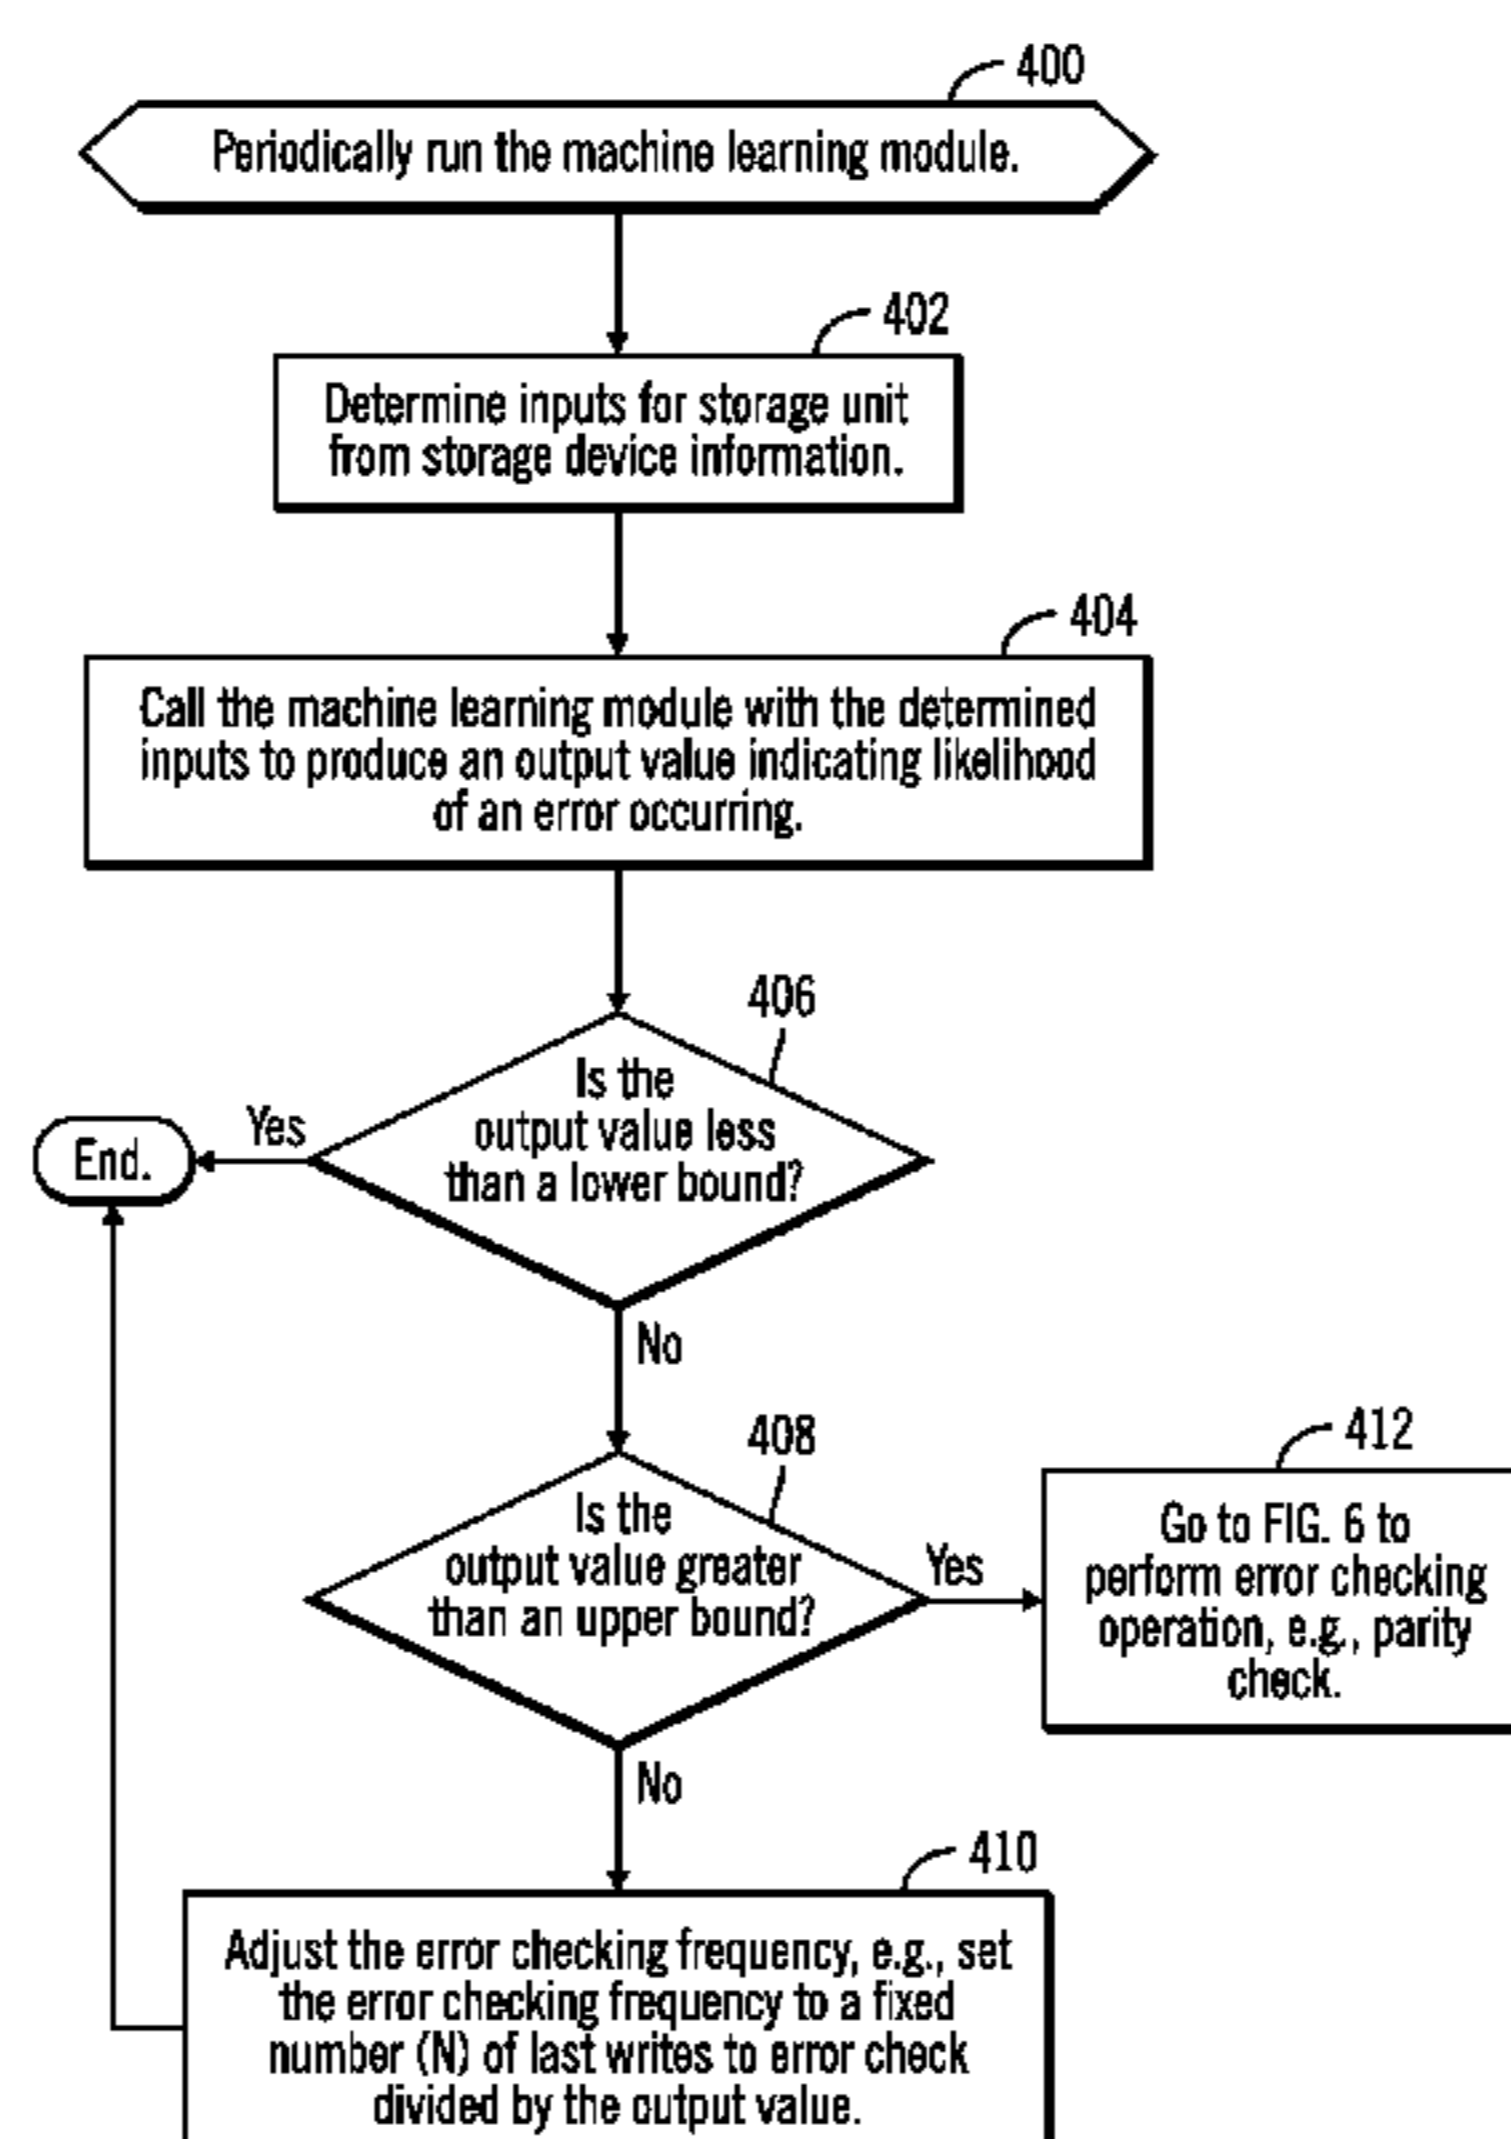 400
Periodically run the machine learning module.
402
Determine inputs for storage unit
from storage device information.
404
Call the machine learning module with the determined
inputs to produce an output value indicating likelihood
of an error occurring.
406
Is the
output value less
than a lower bound?
Yes
End.
No
408
Is the
output value greater
than an upper bound?
Yes
412
Go to FIG. 6 to
perform error checking
operation, e.g., parity
check.
No
410
Adjust the error checking frequency, e.g., set
the error checking frequency to a fixed
number (N) of last writes to error check
divided by the output value.